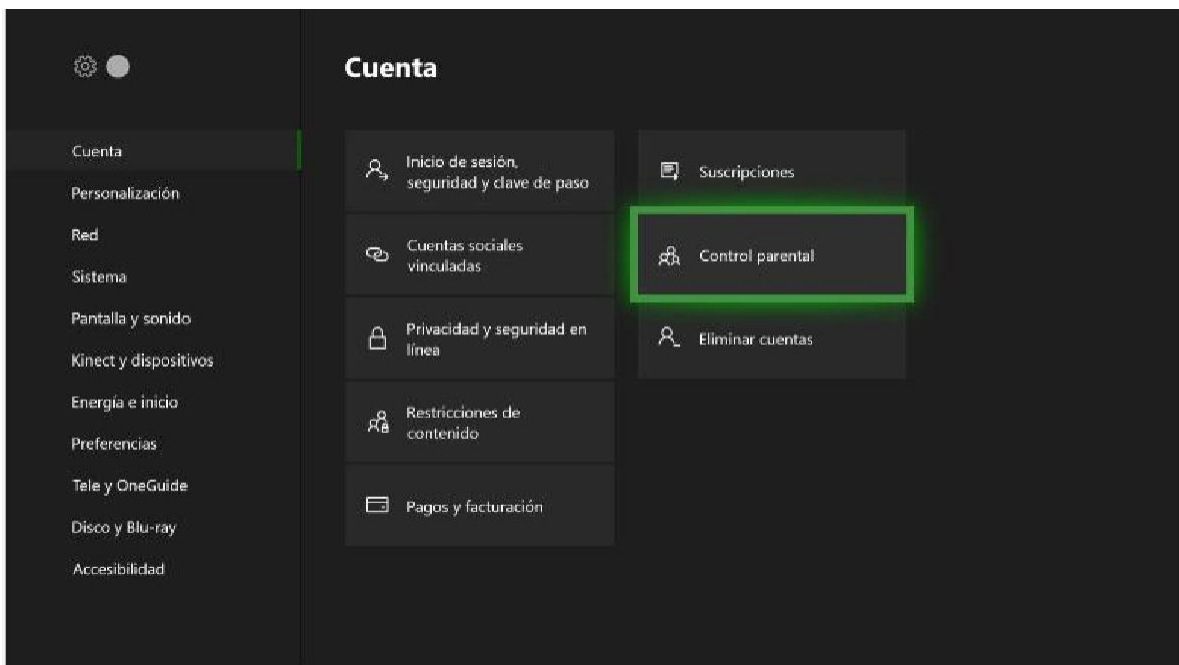 Cuenta
Cuenta
Personalización
Red
Sistema
Pantalla y sonido
Kinect y dispositivos
Energía e inicio
Preferencias
Tele y OneGuide
Disco y Blu-ray
Accesibilidad
Inicio de sesión,
seguridad y clave de paso
Cuentas sociales
vinculadas
Privacidad y seguridad en
línea
Restricciones de
contenido
Pagos y facturación
Suscripciones
Control parental
Eliminar cuentas